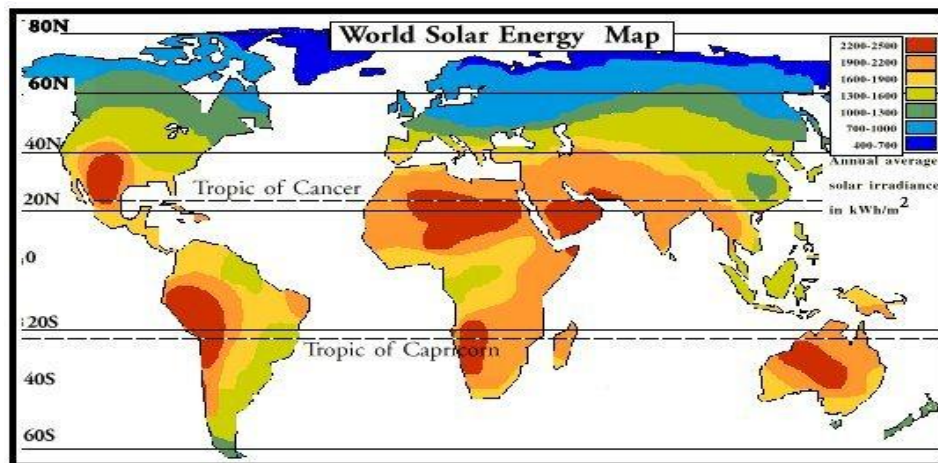 80N
World Solar Energy Map
2200-2500
1900-2200
60N
1600-1900
1300-1600
1000-1300
700-1000
40N
400-700
Annual average
Tropic of Cancer
solar irradiance
20N
in kWh/m2
0
20S
Tropic of Capricorn
40S
60S